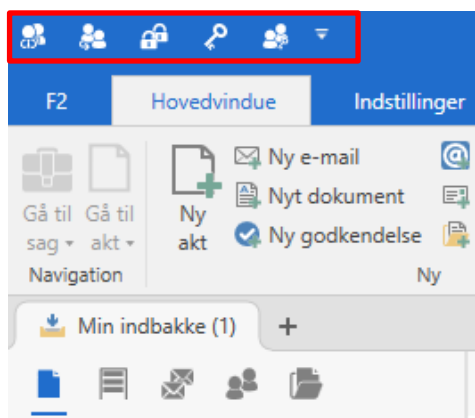 F2 Hovedvindue Indstillinger
Gå til sag
Gå til akt
Ny akt
Ny e-mail
Nyt dokument
Ny godkendelse
Navigation
Ny
Min indbakke (1) +